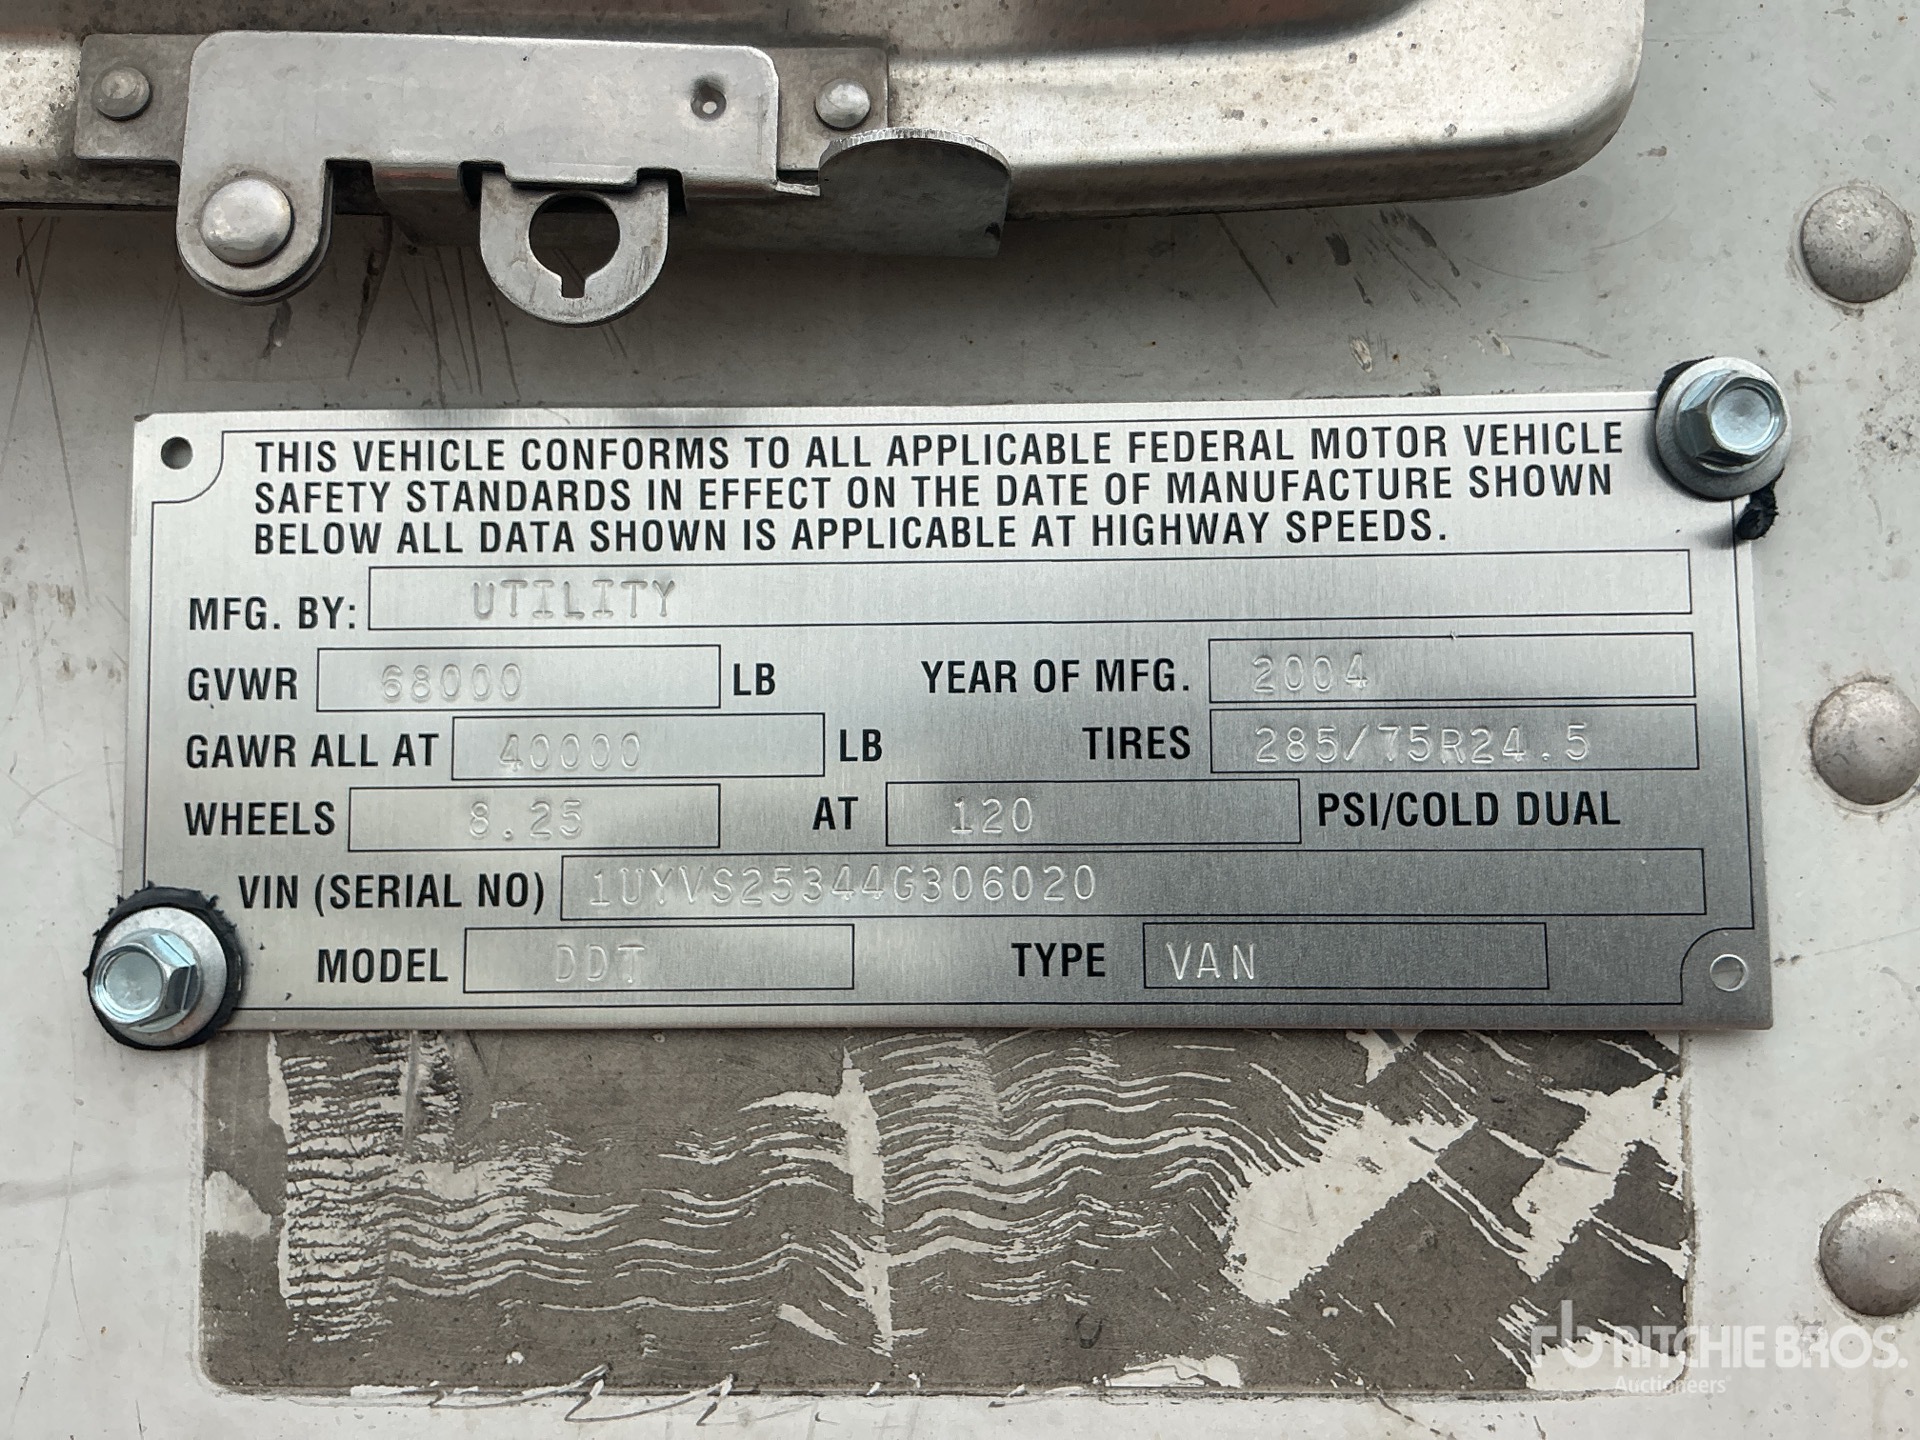 THIS VEHICLE CONFORMS TO ALL APPLICABLE FEDERAL MOTOR VEHICLE
SAFETY STANDARDS IN EFFECT ON THE DATE OF MANUFACTURE SHOWN
BELOW ALL DATA SHOWN IS APPLICABLE AT HIGHWAY SPEEDS.
MFG. BY: UTILITY
GVWR 68000 LB YEAR OF MFG. 2004
GAWR ALL AT 40000 LB TIRES 285/75R24.5
WHEELS 8.25 AT 120 PSI/COLD DUAL
VIN (SERIAL NO) 1UYVS25344G306020
MODEL DDT TYPE VAN
rb RITCHIE BROS.
Auctioneers